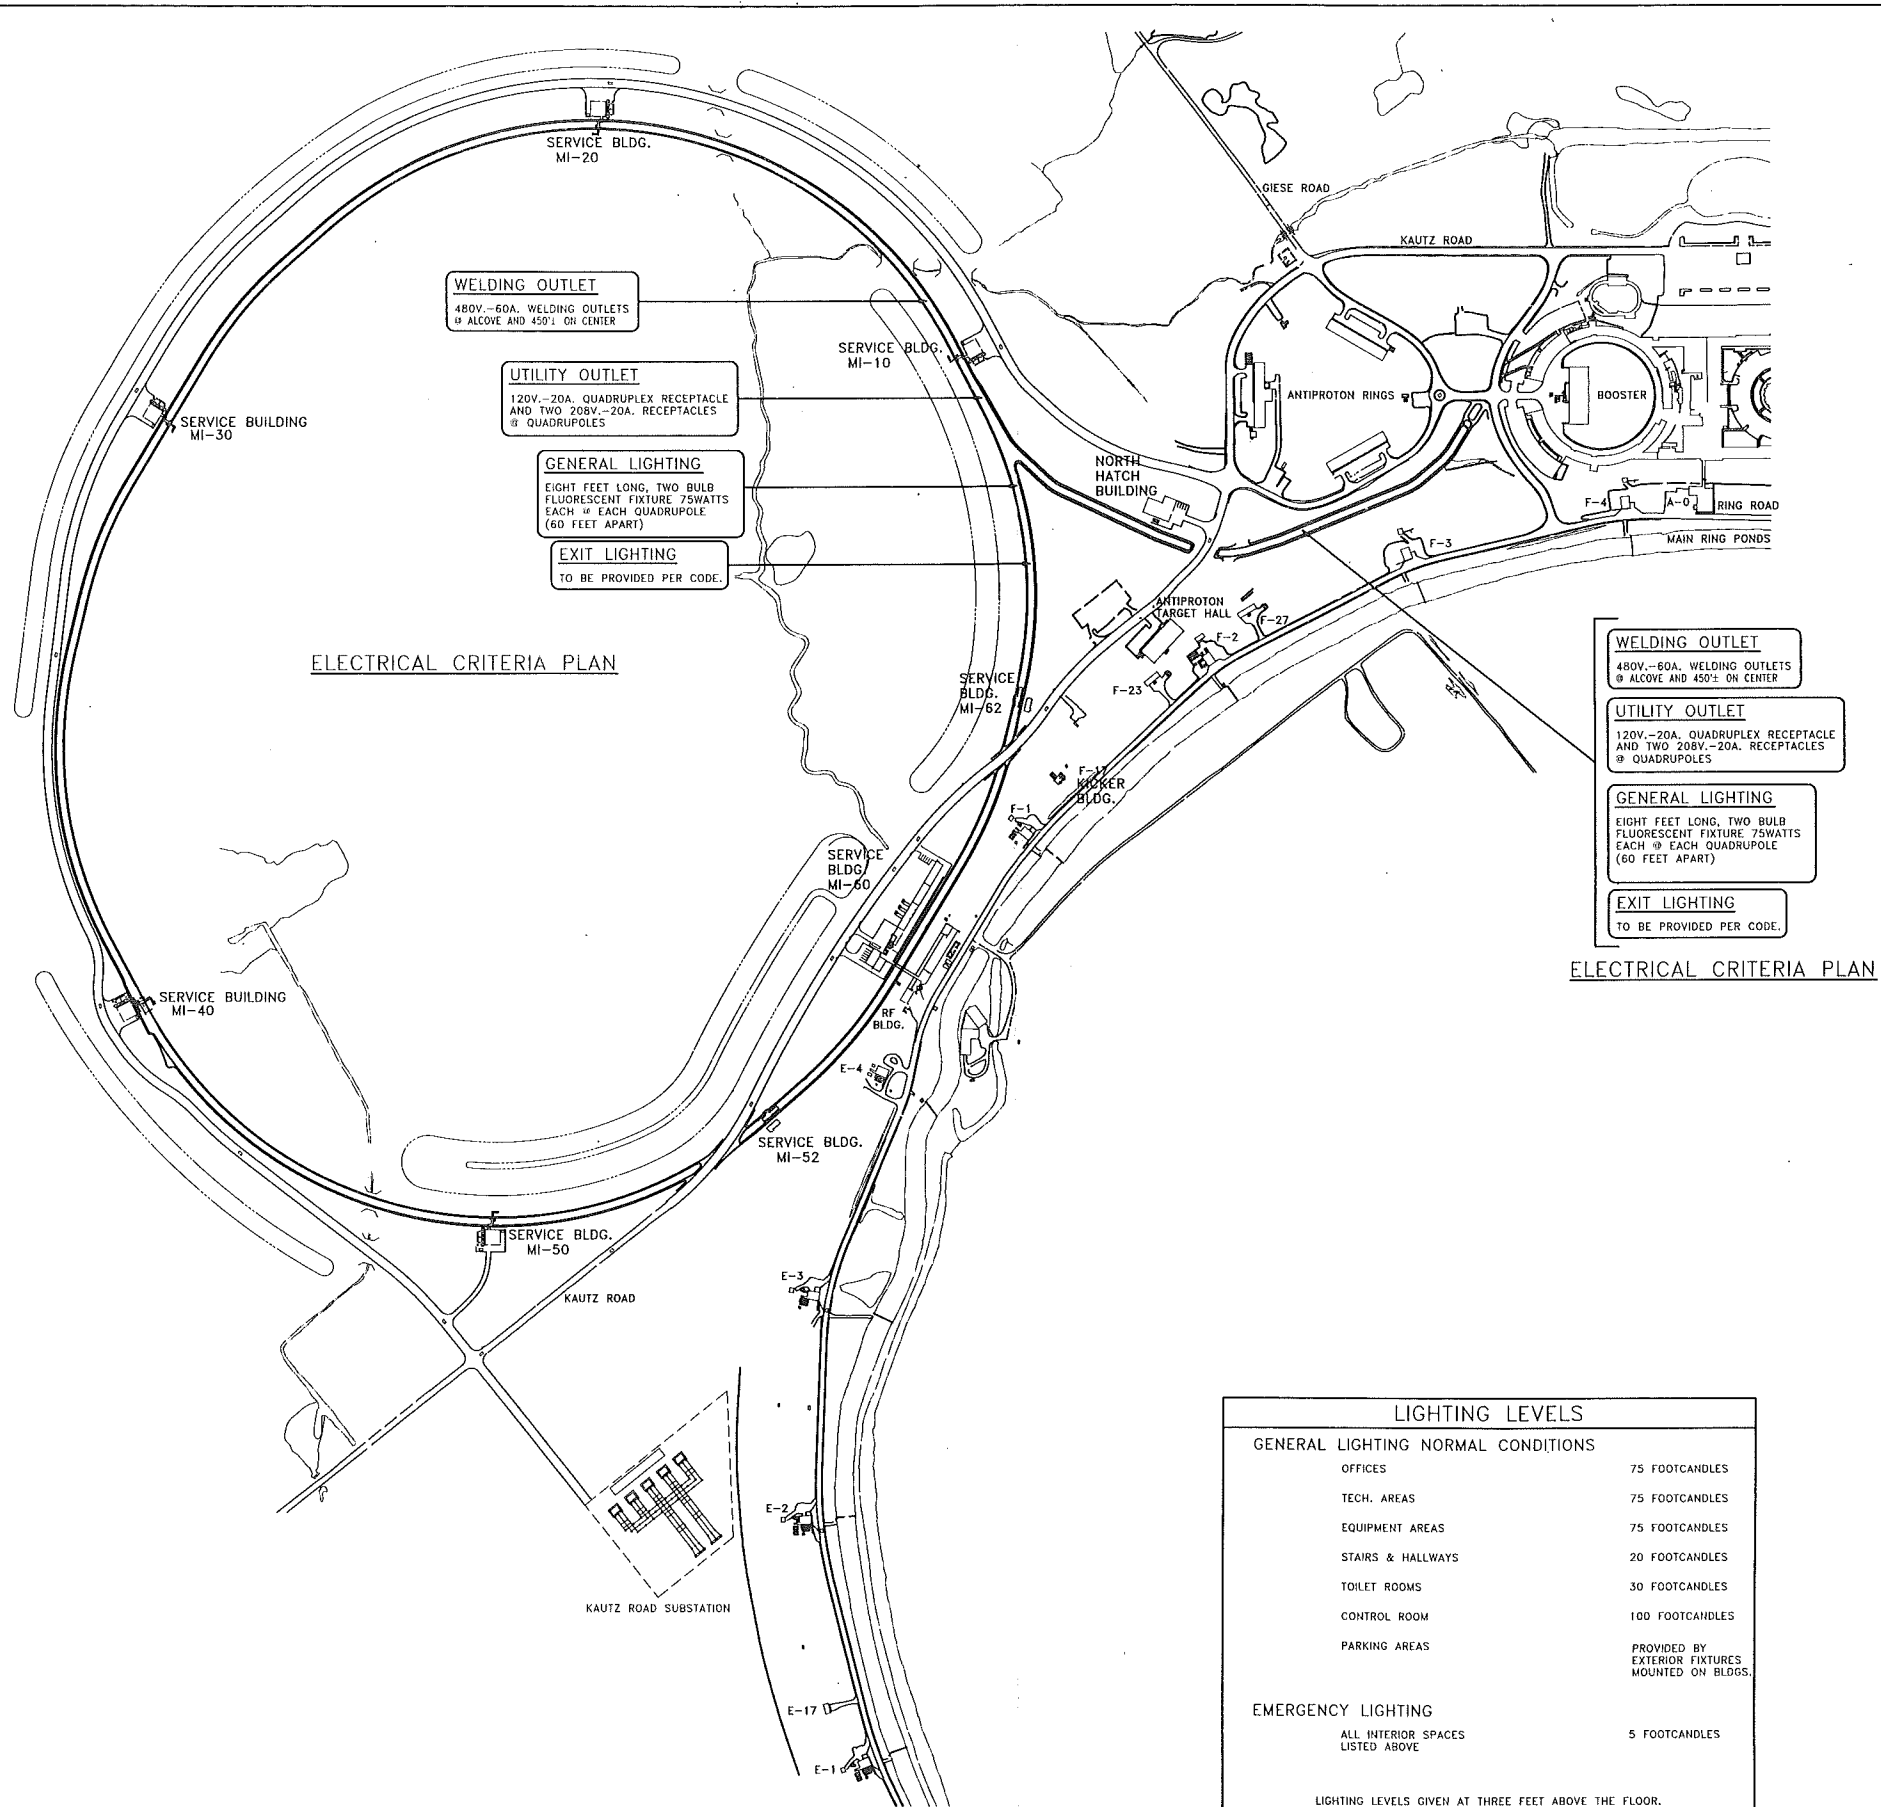 SERVICE BLDG.
MI-20
GIESE ROAD
KAUTZ ROAD
WELDING OUTLET
480V.-60A. WELDING OUTLETS
@ ALCOVE AND 450'± ON CENTER
SERVICE BLDG.
MI-10
UTILITY OUTLET
120V.-20A. QUADRUPLEX RECEPTACLE
AND TWO 208V.-20A. RECEPTACLES
@ QUADRUPOLES
ANTIPROTON RINGS
BOOSTER
SERVICE BUILDING
MI-30
GENERAL LIGHTING
EIGHT FEET LONG, TWO BULB
FLUORESCENT FIXTURE 75WATTS
EACH @ EACH QUADRUPOLE
(60 FEET APART)
NORTH
HATCH
BUILDING
F-4
A-0
RING ROAD
MAIN RING PONDS
F-3
EXIT LIGHTING
TO BE PROVIDED PER CODE.
ANTIPROTON
TARGET HALL
F-27
F-2
F-23
ELECTRICAL CRITERIA PLAN
SERVICE
BLDG.
MI-62
WELDING OUTLET
480V.-60A. WELDING OUTLETS
@ ALCOVE AND 450'± ON CENTER
UTILITY OUTLET
120V.-20A. QUADRUPLEX RECEPTACLE
AND TWO 208V.-20A. RECEPTACLES
@ QUADRUPOLES
GENERAL LIGHTING
EIGHT FEET LONG, TWO BULB
FLUORESCENT FIXTURE 75WATTS
EACH @ EACH QUADRUPOLE
(60 FEET APART)
EXIT LIGHTING
TO BE PROVIDED PER CODE.
ELECTRICAL CRITERIA PLAN
F-17
KICKER
BLDG.
F-1
SERVICE
BLDG.
MI-60
SERVICE BUILDING
MI-40
RF
BLDG.
E-4
SERVICE BLDG.
MI-52
SERVICE BLDG.
MI-50
E-3
KAUTZ ROAD
E-2
KAUTZ ROAD SUBSTATION
E-17
E-1
LIGHTING LEVELS
GENERAL LIGHTING NORMAL CONDITIONS
OFFICES 75 FOOTCANDLES
TECH. AREAS 75 FOOTCANDLES
EQUIPMENT AREAS 75 FOOTCANDLES
STAIRS & HALLWAYS 20 FOOTCANDLES
TOILET ROOMS 30 FOOTCANDLES
CONTROL ROOM 100 FOOTCANDLES
PARKING AREAS PROVIDED BY
EXTERIOR FIXTURES
MOUNTED ON BLDGS.
EMERGENCY LIGHTING
ALL INTERIOR SPACES 5 FOOTCANDLES
LISTED ABOVE
LIGHTING LEVELS GIVEN AT THREE FEET ABOVE THE FLOOR.